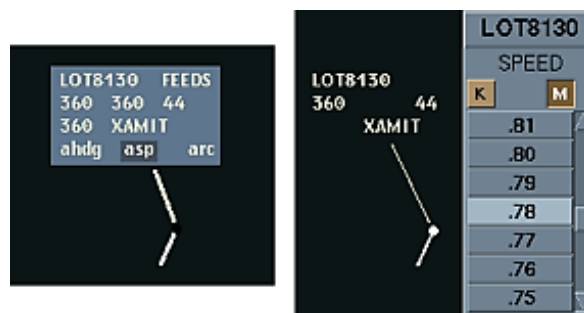 LOT8130 FEEDS
360 360 44
360 XAMIT
ahdg asp arc
LOT8130
360 44
XAMIT
LOT8130
SPEED
K M
.81
.80
.79
.78
.77
.76
.75